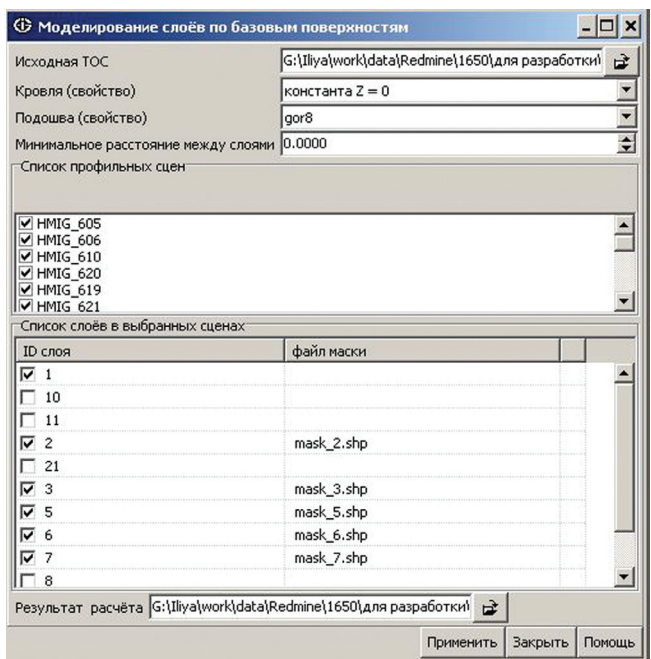 Моделирование слоёв по базовым поверхностям
Исходная ТОС G:\Iliya\work\data\Redmine\1650\для разработки\
Кровля (свойство) константа Z = 0
Подошва (свойство) gor8
Минимальное расстояние между слоями 0.0000
Список профильных сцен
HMIG_605
HMIG_606
HMIG_610
HMIG_620
HMIG_619
HMIG_621
Список слоёв в выбранных сценах
ID слоя файл маски
1
10
11
2 mask_2.shp
21
3 mask_3.shp
5 mask_5.shp
6 mask_6.shp
7 mask_7.shp
8
Результат расчёта G:\Iliya\work\data\Redmine\1650\для разработки\
Применить Закрыть Помощь